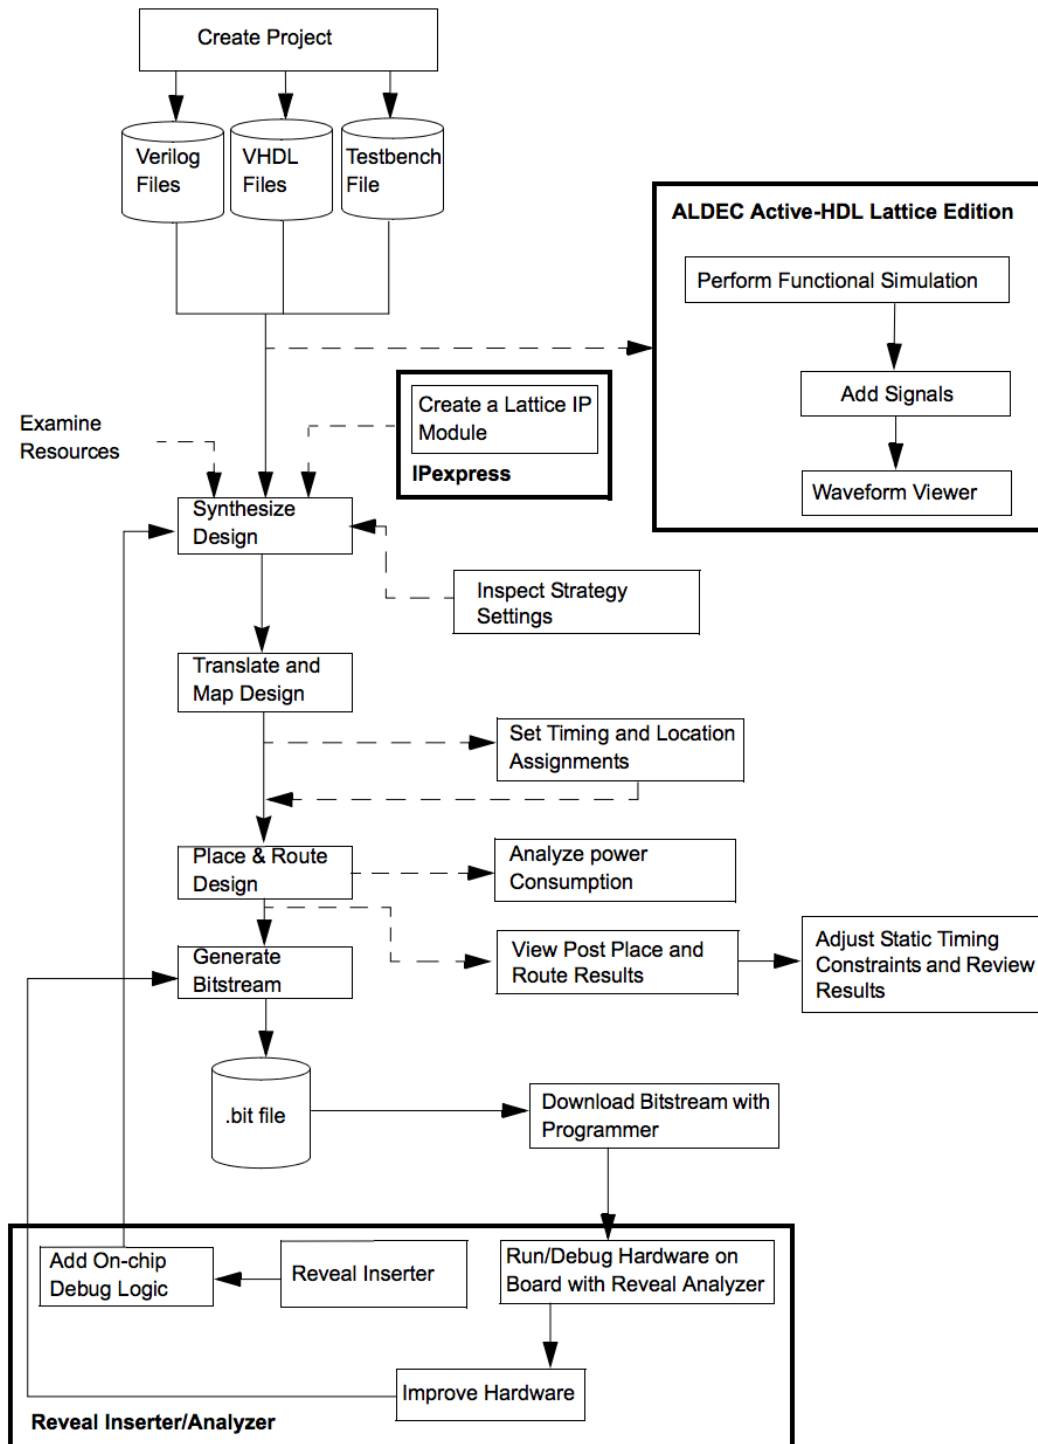 Create Project
Verilog
Files
VHDL
Files
Testbench
File
ALDEC Active-HDL Lattice Edition
Perform Functional Simulation
Add Signals
Waveform Viewer
Create a Lattice IP
Module
IPexpress
Examine
Resources
Synthesize
Design
Inspect Strategy
Settings
Translate and
Map Design
Set Timing and Location
Assignments
Place & Route
Design
Analyze power
Consumption
Generate
Bitstream
View Post Place and
Route Results
Adjust Static Timing
Constraints and Review
Results
.bit file
Download Bitstream with
Programmer
Add On-chip
Debug Logic
Reveal Inserter
Run/Debug Hardware on
Board with Reveal Analyzer
Improve Hardware
Reveal Inserter/Analyzer